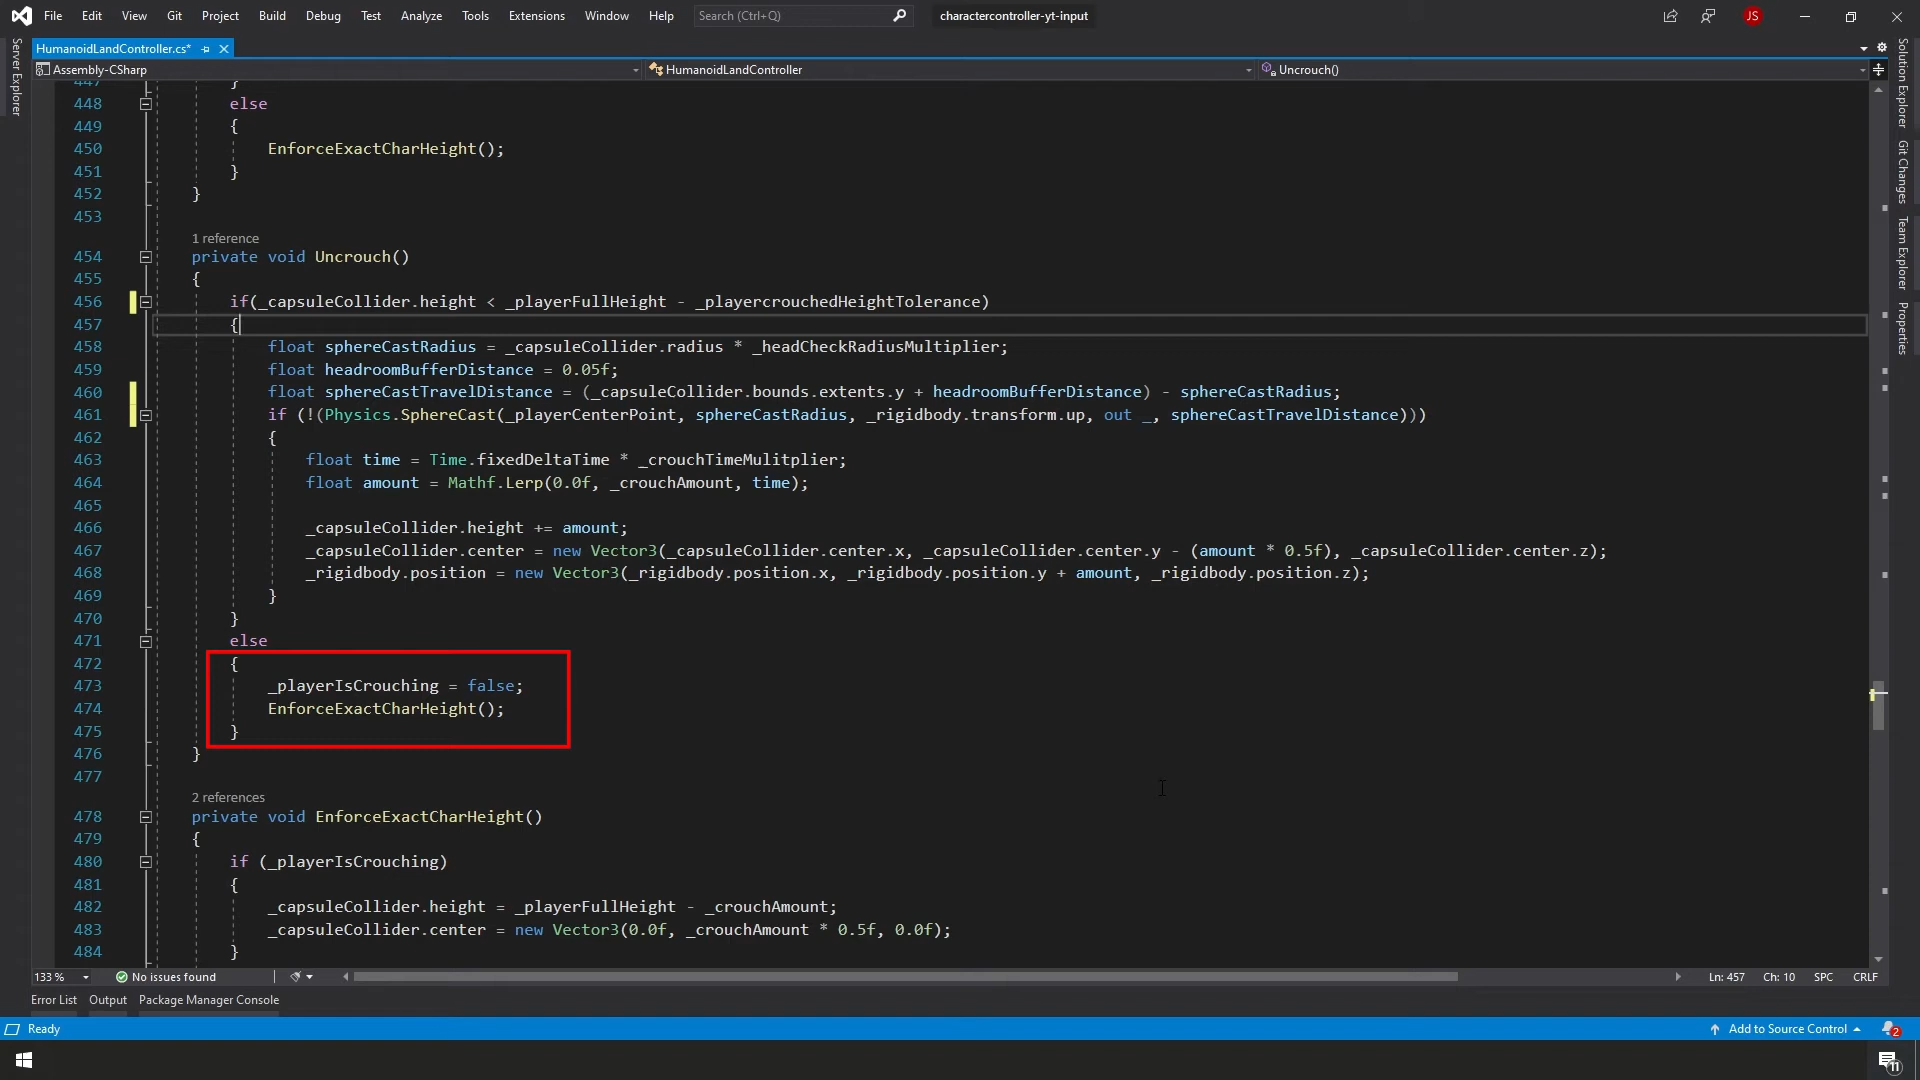 File Edit View Git Project Build Debug Test Analyze Tools Extensions Window Help Search (Ctrl+Q) charactercontroller-yt-input JS
Server Explorer
HumanoidLandController.cs*
Assembly-CSharp HumanoidLandController Uncrouch()
447 }
448 else
449 {
450 EnforceExactCharHeight();
451 }
452 }
453
1 reference
454 private void Uncrouch()
455 {
456 if(_capsuleCollider.height < _playerFullHeight - _playercrouchedHeightTolerance)
457 {
458 float sphereCastRadius = _capsuleCollider.radius * _headCheckRadiusMultiplier;
459 float headroomBufferDistance = 0.05f;
460 float sphereCastTravelDistance = (_capsuleCollider.bounds.extents.y + headroomBufferDistance) - sphereCastRadius;
461 if (!(Physics.SphereCast(_playerCenterPoint, sphereCastRadius, _rigidbody.transform.up, out _, sphereCastTravelDistance)))
462 {
463 float time = Time.fixedDeltaTime * _crouchTimeMulitplier;
464 float amount = Mathf.Lerp(0.0f, _crouchAmount, time);
465
466 _capsuleCollider.height += amount;
467 _capsuleCollider.center = new Vector3(_capsuleCollider.center.x, _capsuleCollider.center.y - (amount * 0.5f), _capsuleCollider.center.z);
468 _rigidbody.position = new Vector3(_rigidbody.position.x, _rigidbody.position.y + amount, _rigidbody.position.z);
469 }
470 }
471 else
472 {
473 _playerIsCrouching = false;
474 EnforceExactCharHeight();
475 }
476 }
477
2 references
478 private void EnforceExactCharHeight()
479 {
480 if (_playerIsCrouching)
481 {
482 _capsuleCollider.height = _playerFullHeight - _crouchAmount;
483 _capsuleCollider.center = new Vector3(0.0f, _crouchAmount * 0.5f, 0.0f);
484 }
Solution Explorer
Git Changes
Team Explorer
Properties
133 % No issues found Ln: 457 Ch: 10 SPC CRLF
Error List Output Package Manager Console
Ready Add to Source Control 2
11